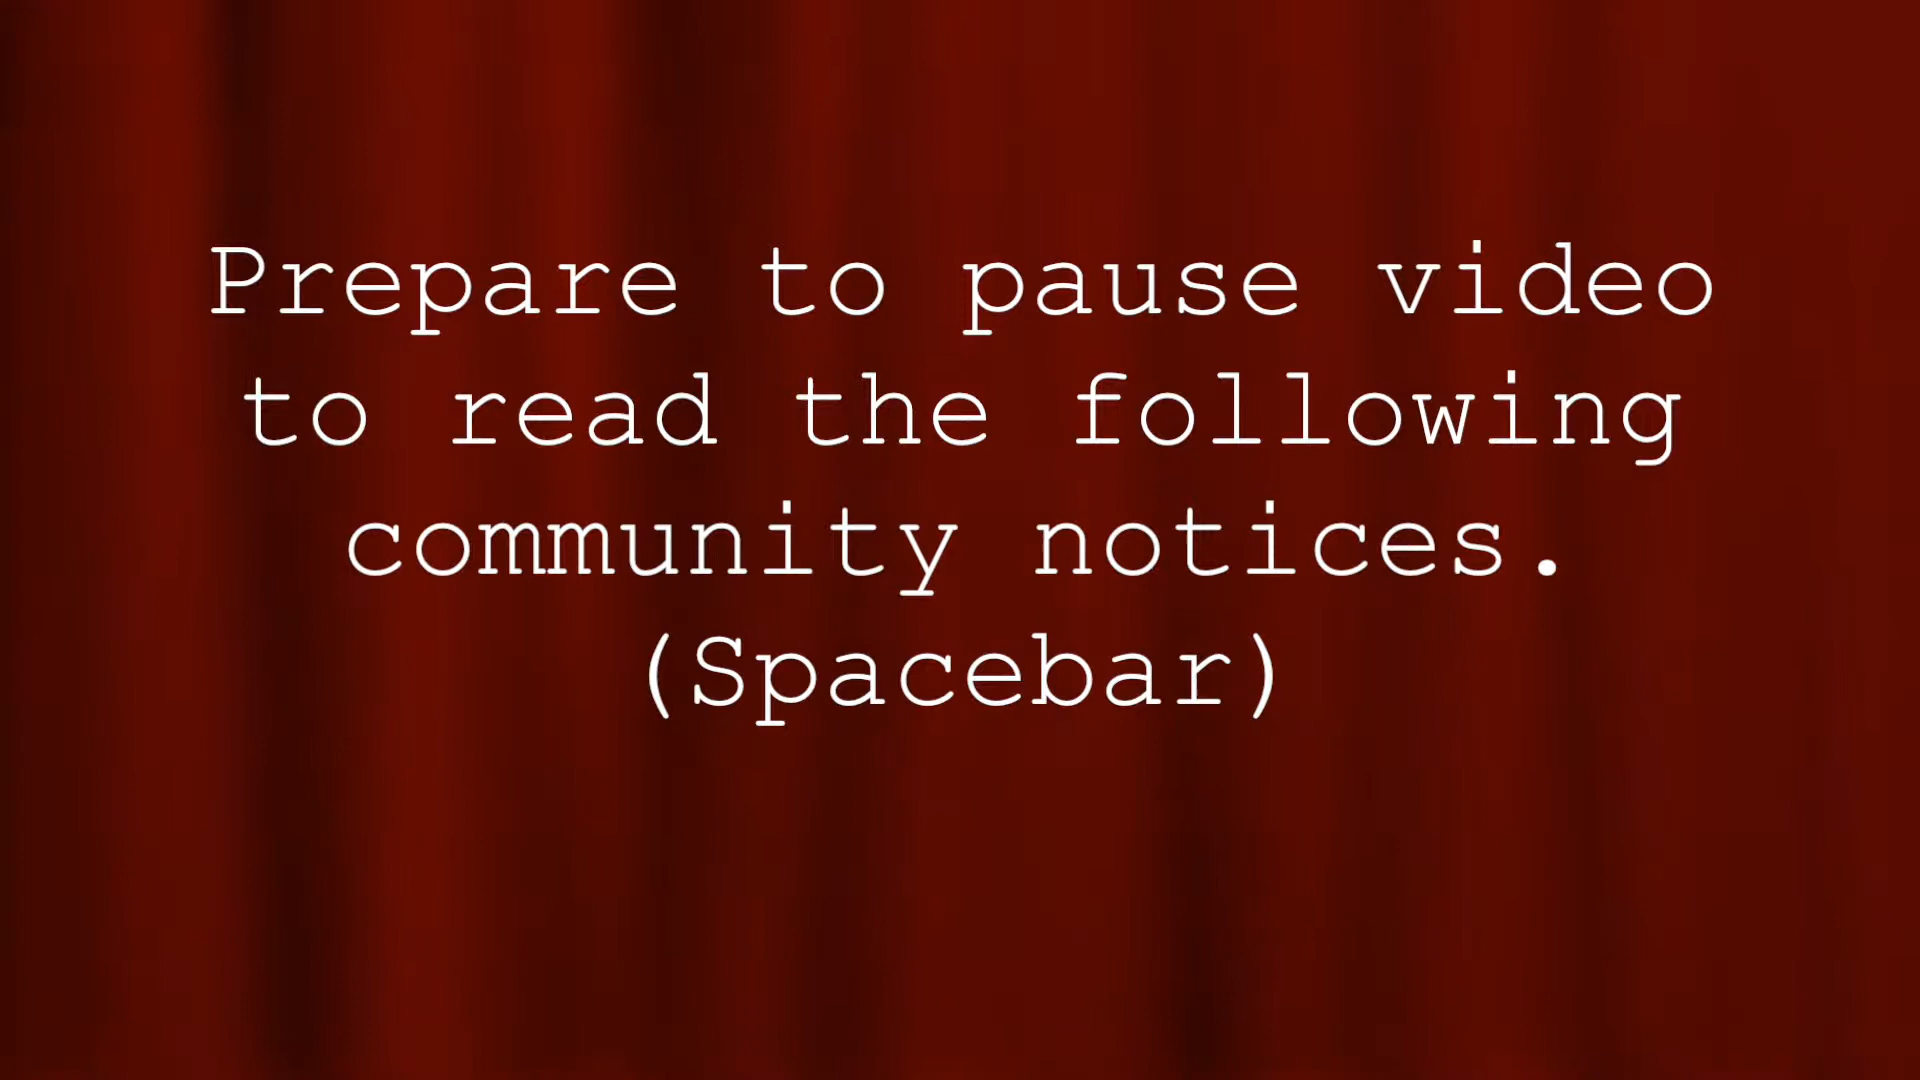 Prepare to pause video
to read the following
community notices.
(Spacebar)